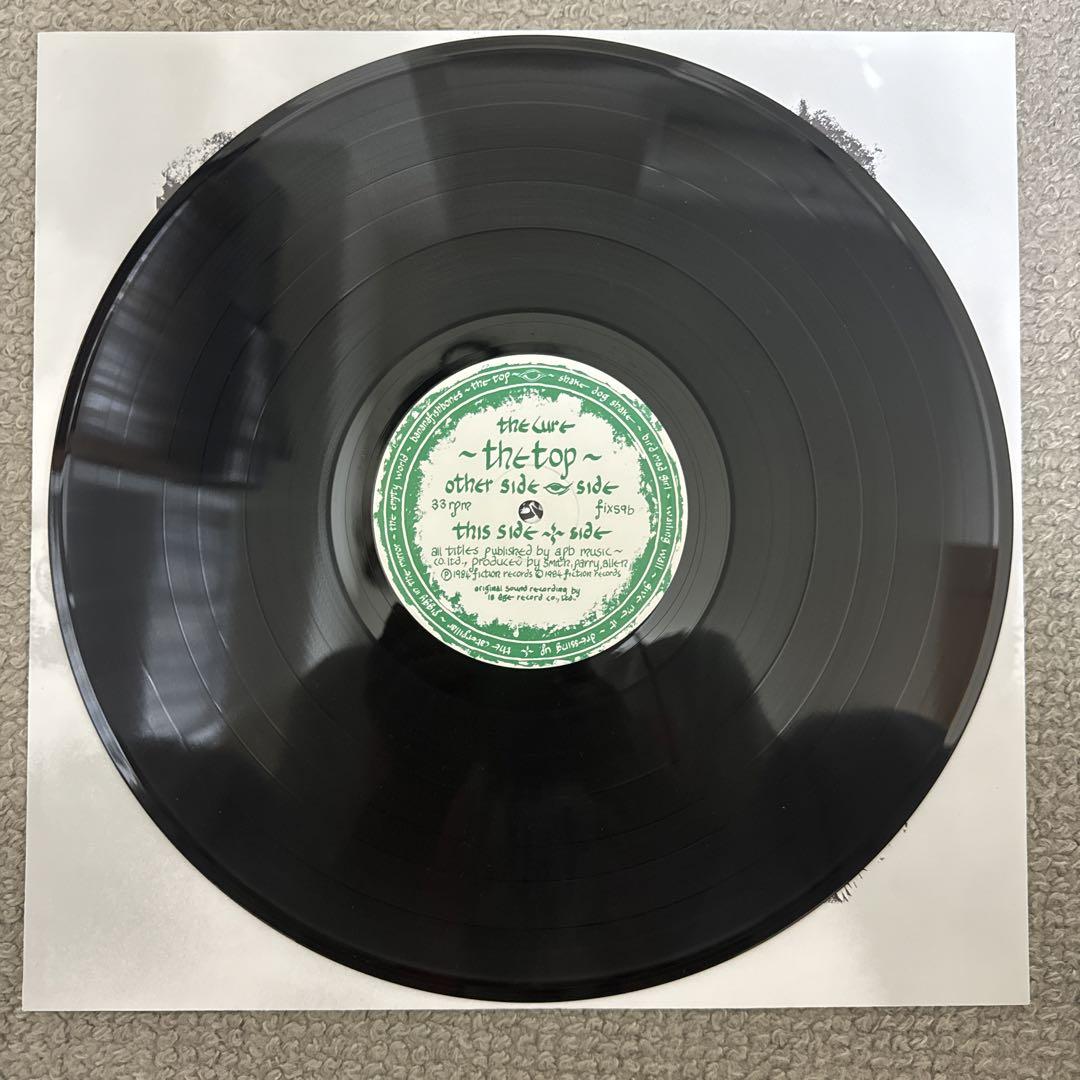 the cure
~ the top ~
other side side
33 rpm fixs9b
this side side
all titles published by apb music ~
co. ltd., produced by smith, parry, allen
℗ 1984 fiction records © 1984 fiction records
original sound recording by
18 age record co., ltd.
~ shake dog shake ~ bird mad girl ~ wailing wall ~ give me it ~ dressing up
the caterpillar ~ piggy in the mirror ~ the empty world ~ bananafishbones ~ the top ~